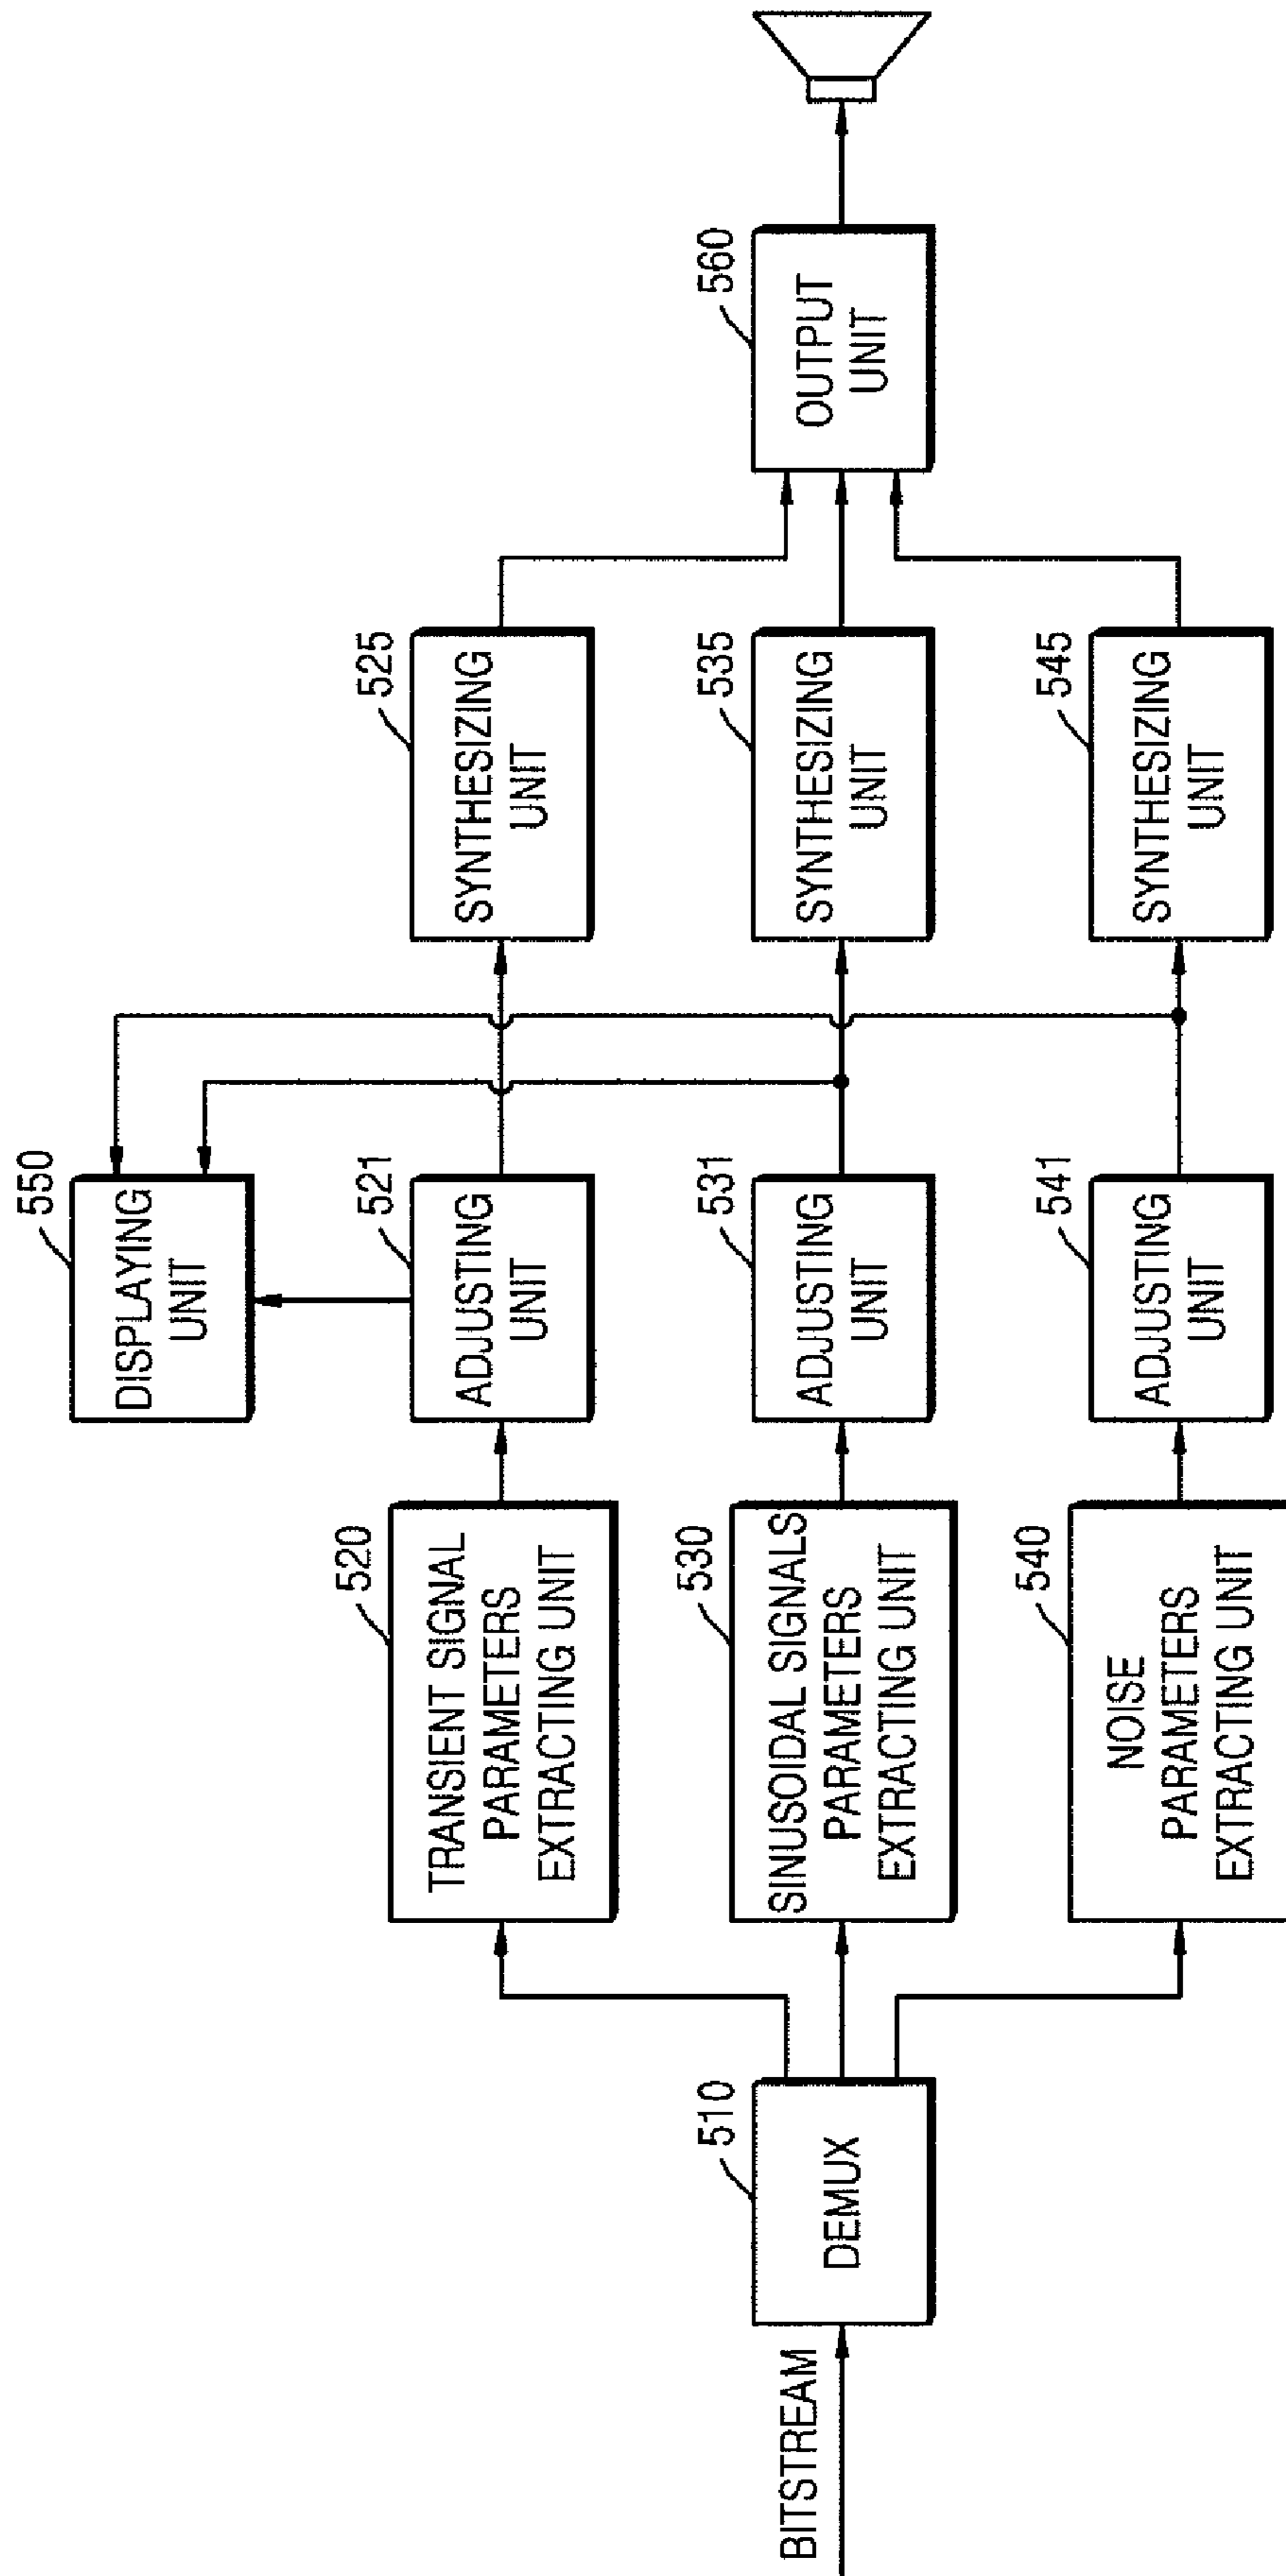 BITSTREAM
510
DEMUX
520
TRANSIENT SIGNAL
PARAMETERS
EXTRACTING UNIT
530
SINUSOIDAL SIGNALS
PARAMETERS
EXTRACTING UNIT
540
NOISE
PARAMETERS
EXTRACTING UNIT
550
DISPLAYING
UNIT
521
ADJUSTING
UNIT
531
ADJUSTING
UNIT
541
ADJUSTING
UNIT
525
SYNTHESIZING
UNIT
535
SYNTHESIZING
UNIT
545
SYNTHESIZING
UNIT
560
OUTPUT
UNIT